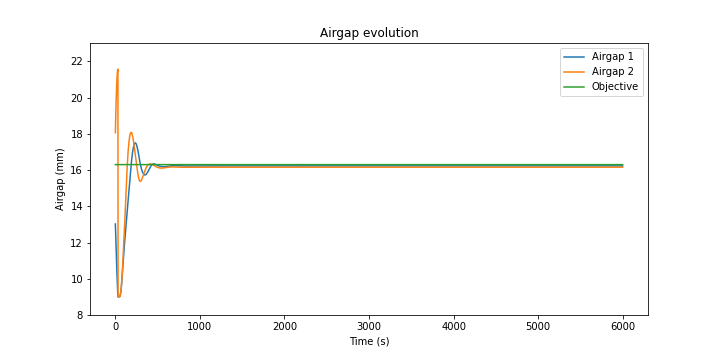 Airgap evolution
Airgap 1
Airgap 2
Objective
Airgap (mm)
22
20
18
16
14
12
10
8
0
1000
2000
3000
4000
5000
6000
Time (s)